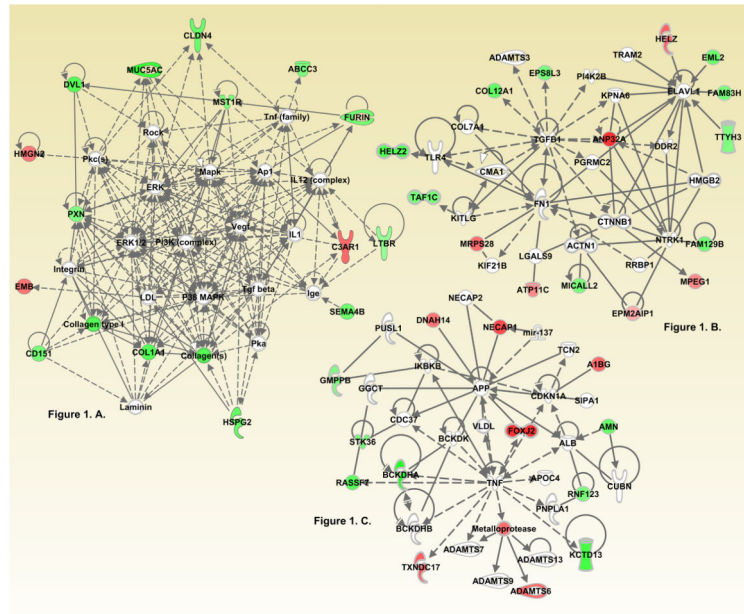 CLDN4
MUC5AC
ABCC3
DVL1
MST1R
Tnf (family)
FURIN
Rock
HMGN2
Pkc(s)
Mapk
Ap1
IL12 (complex)
ERK
PXN
Vegf
IL1
ERK1/2
Pi3K (complex)
C3AR1
LTBR
Integrin
EMB
LDL
P38 MAPK
Tgf beta
Ige
SEMA4B
Collagen type I
CD151
COL1A1
Collagen(s)
Pka
Laminin
HSPG2
Figure 1. A.
HELZ
ADAMTS3
TRAM2
EML2
EPS8L3
PI4K2B
ELAVL1
FAM83H
COL12A1
KPNA6
COL7A1
TGFB1
ANP32A
TTYH3
HELZ2
TLR4
DDR2
PGRMC2
CMA1
HMGB2
TAF1C
FN1
KITLG
CTNNB1
MRPS28
ACTN1
NTRK1
FAM129B
KIF21B
LGALS9
RRBP1
MICALL2
MPEG1
ATP11C
EPM2AIP1
Figure 1. B.
NECAP2
DNAH14
NECAP1
PUSL1
mir-137
TCN2
IKBKB
A1BG
GMPPB
GGCT
APP
CDKN1A
SIPA1
CDC37
VLDL
FOXJ2
AMN
STK36
BCKDK
ALB
BCKDHA
RASSF7
TNF
APOC4
CUBN
RNF123
PNPLA1
BCKDHB
Metalloprotease
Figure 1. C.
ADAMTS7
ADAMTS13
KCTD13
TXNDC17
ADAMTS9
ADAMTS6